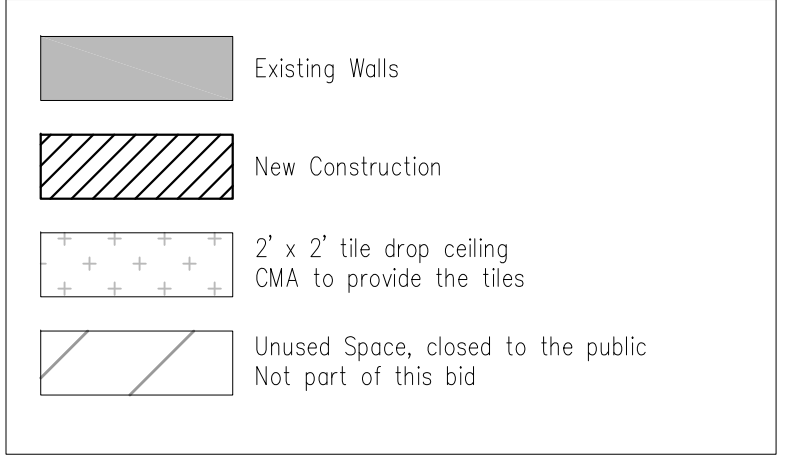 Existing Walls
New Construction
2' x 2' tile drop ceiling
CMA to provide the tiles
Unused Space, closed to the public
Not part of this bid